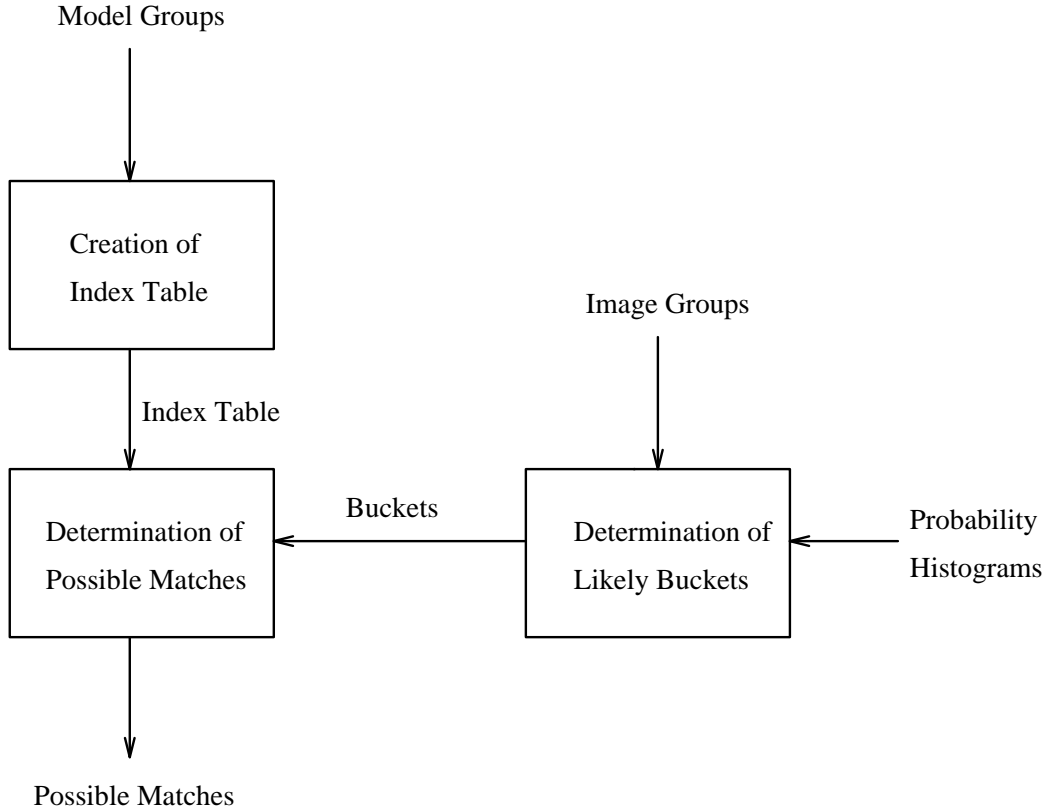 Model Groups
Creation of
Index Table
Image Groups
Index Table
Buckets
Determination of
Possible Matches
Determination of
Likely Buckets
Probability
Histograms
Possible Matches